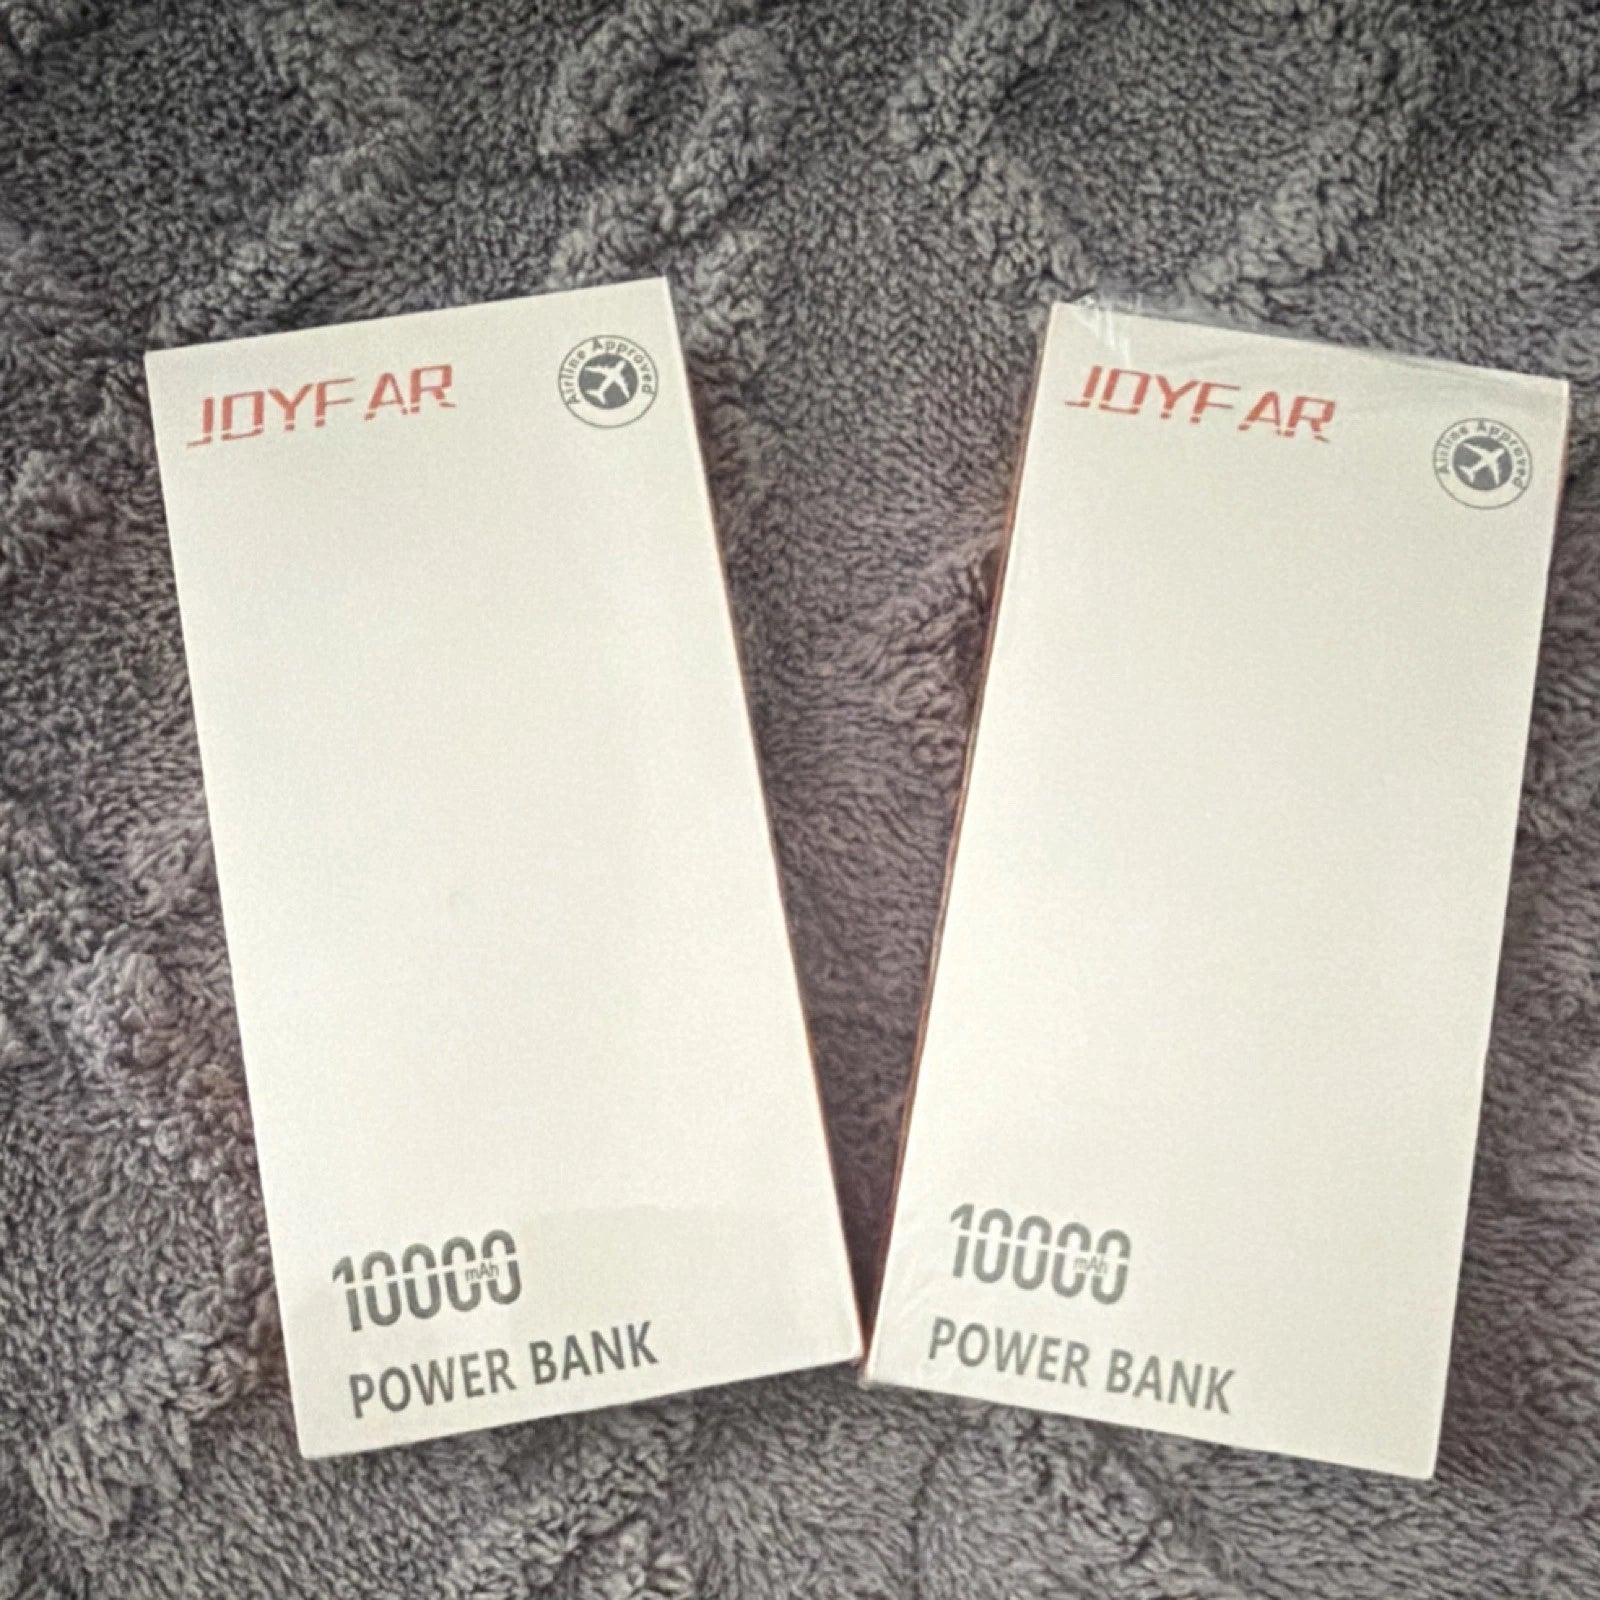 JOYFAR
Airline Approved
10000
mAh
POWER BANK
JOYFAR
Airline Approved
10000
mAh
POWER BANK